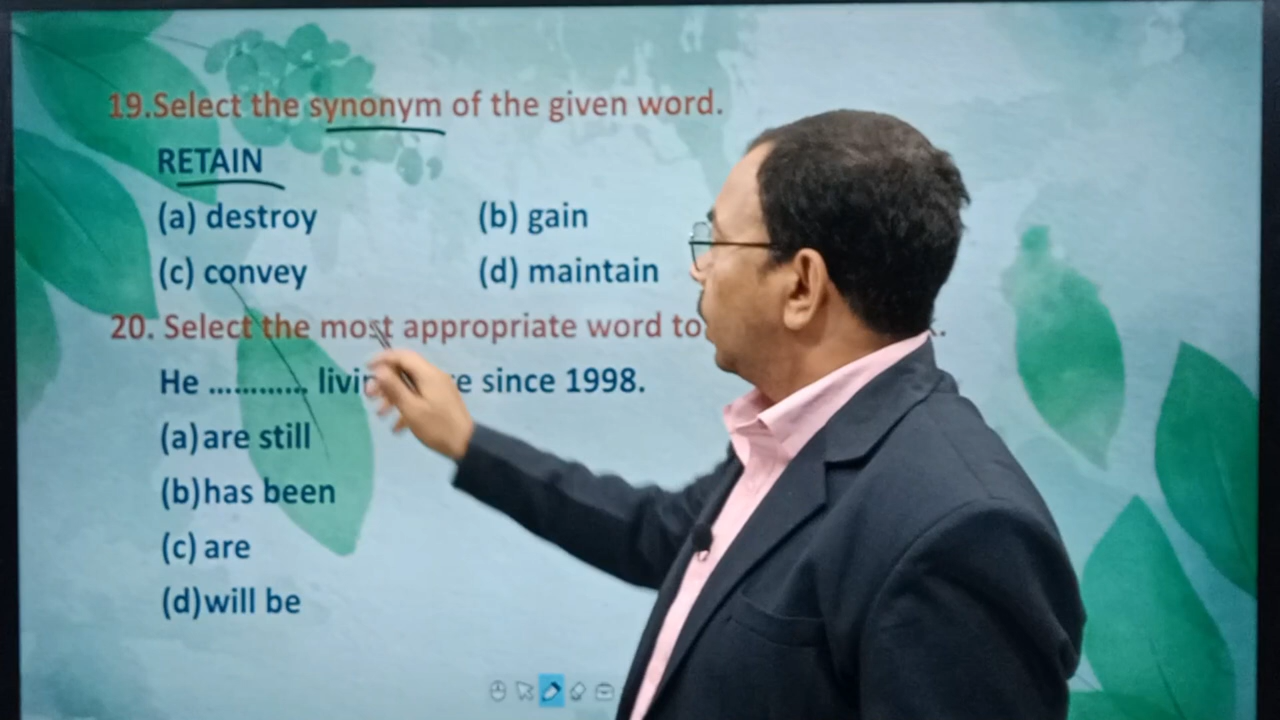 19.Select the synonym of the given word.
RETAIN
(a) destroy (b) gain
(c) convey (d) maintain
20. Select the most appropriate word to
He ............ since 1998.
(a) are still
(b) has been
(c) are
(d) will be